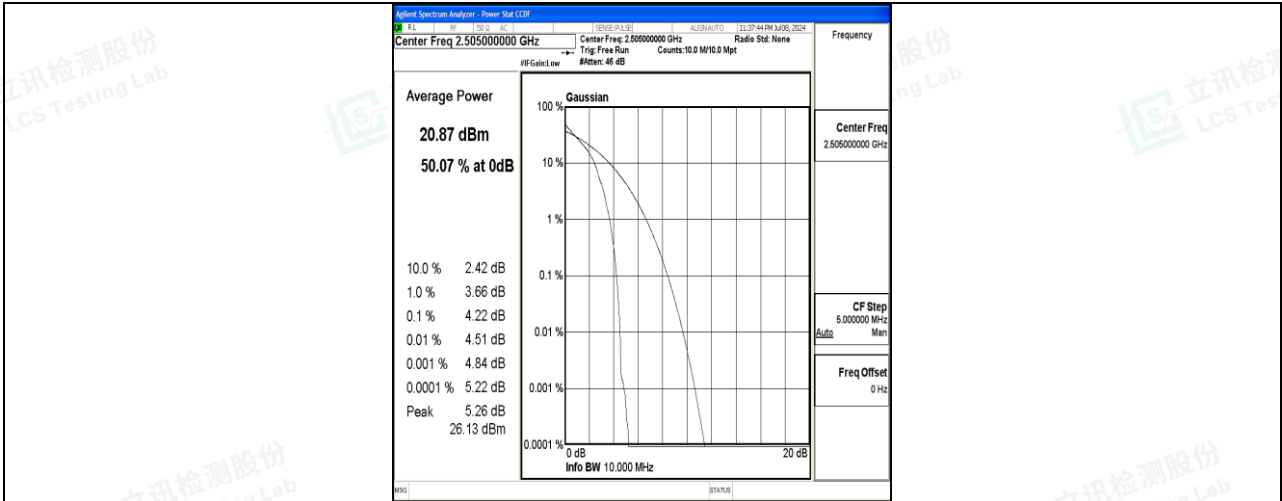 Agilent Spectrum Analyzer - Power Stat CCDF
RL RF 50 Ω AC SENSE:PULSE ALIGN AUTO 11:37:44 PM Jul 08, 2024
Center Freq 2.505000000 GHz
Center Freq: 2.505000000 GHz Radio Std: None
Trig: Free Run Counts:10.0 M/10.0 Mpt
#IFGain:Low #Atten: 46 dB
Frequency
Average Power
20.87 dBm
50.07 % at 0dB
10.0 % 2.42 dB
1.0 % 3.66 dB
0.1 % 4.22 dB
0.01 % 4.51 dB
0.001 % 4.84 dB
0.0001 % 5.22 dB
Peak 5.26 dB
26.13 dBm
Gaussian
100 %
10 %
1 %
0.1 %
0.01 %
0.001 %
0.0001 %
0 dB 20 dB
Info BW 10.000 MHz
Center Freq
2.505000000 GHz
CF Step
5.000000 MHz
Auto Man
Freq Offset
0 Hz
MSG STATUS
立讯检测股份
LCS Testing Lab